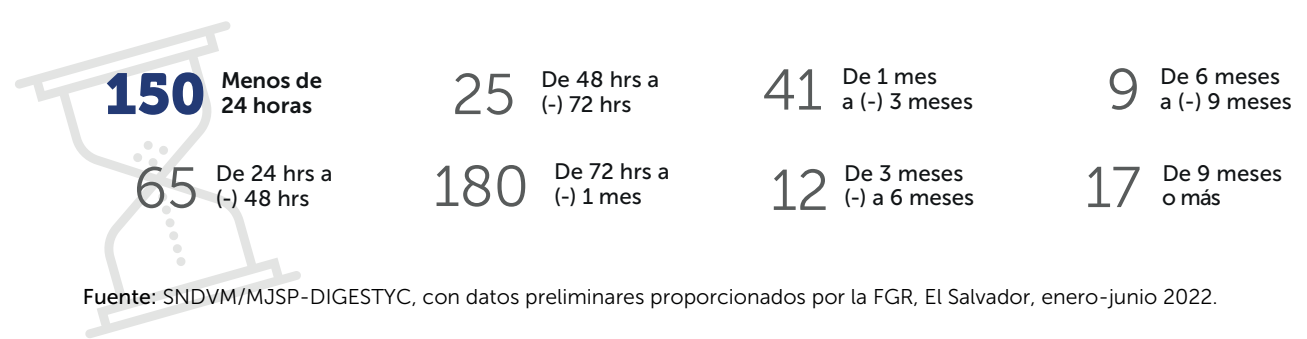 150 Menos de
24 horas
65 De 24 hrs a
(-) 48 hrs
25 De 48 hrs a
(-) 72 hrs
180 De 72 hrs a
(-) 1 mes
41 De 1 mes
a (-) 3 meses
12 De 3 meses
(-) a 6 meses
9 De 6 meses
a (-) 9 meses
17 De 9 meses
o más
Fuente: SNDVM/MJSP-DIGESTYC, con datos preliminares proporcionados por la FGR, El Salvador, enero-junio 2022.